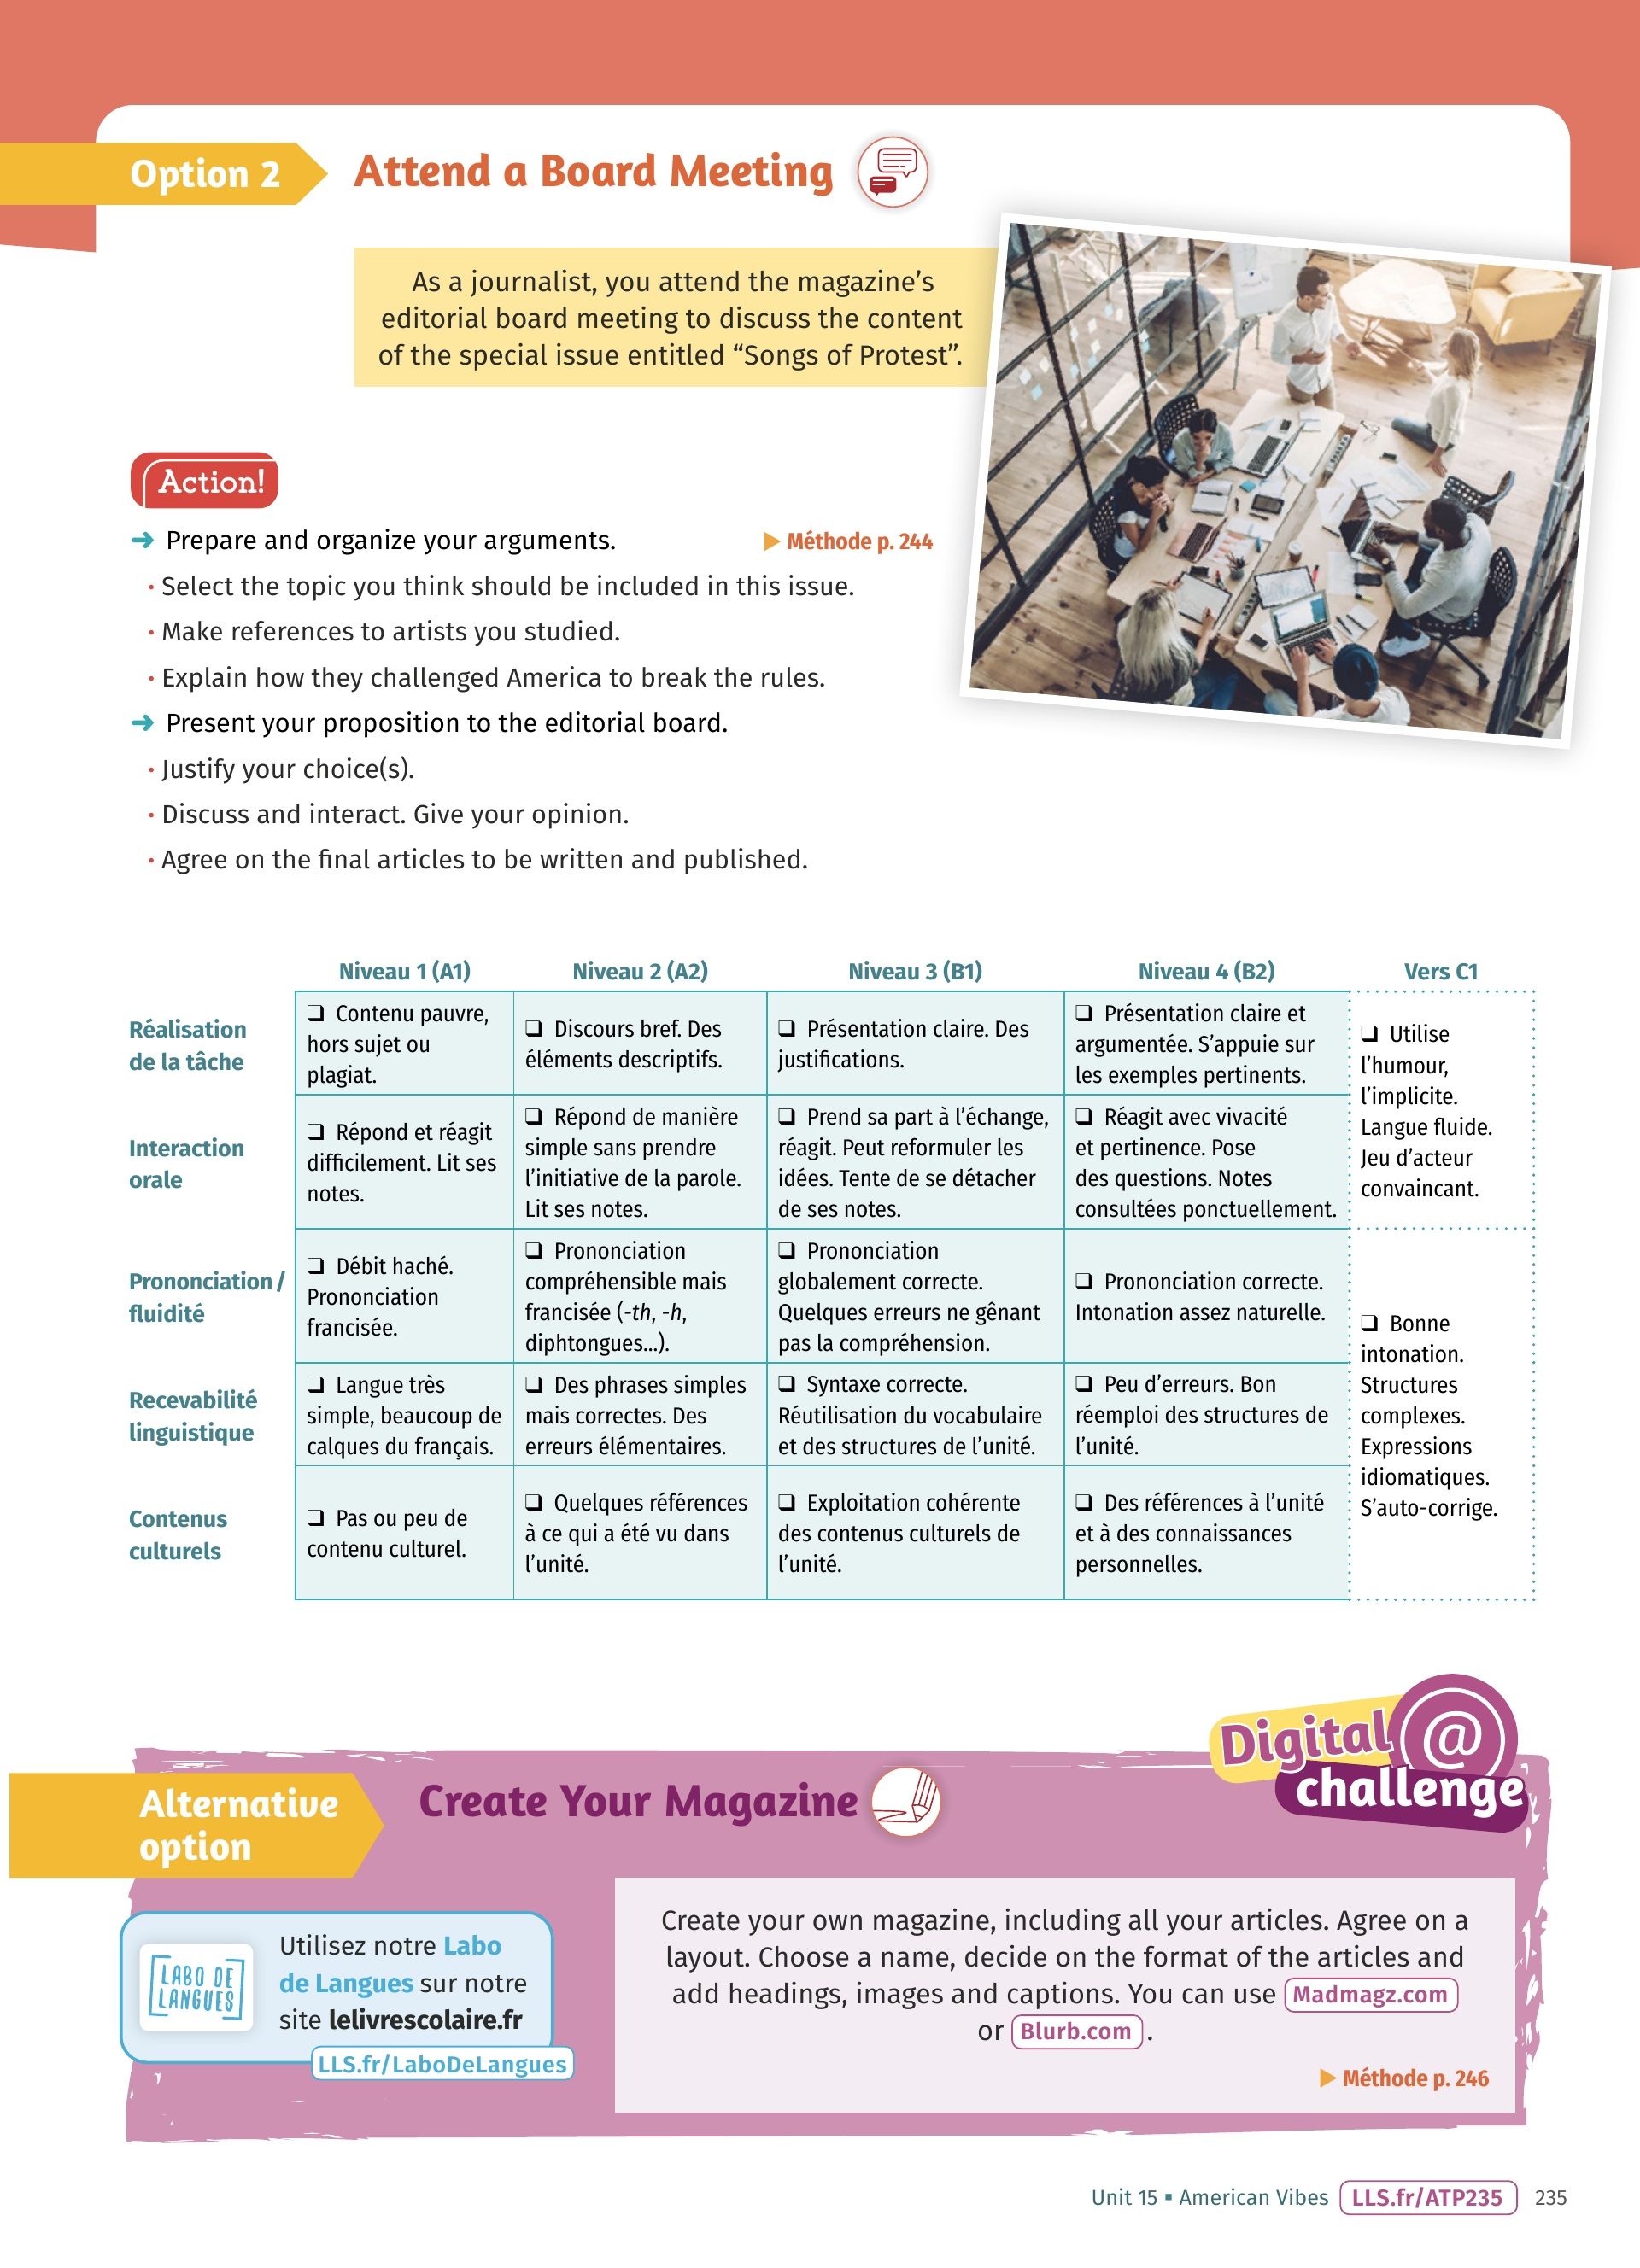 Option 2
Attend a Board Meeting
As a journalist, you attend the magazine’s
editorial board meeting to discuss the content
of the special issue entitled “Songs of Protest”.
Action!
➜ Prepare and organize your arguments.
▶ Méthode p. 244
· Select the topic you think should be included in this issue.
· Make references to artists you studied.
· Explain how they challenged America to break the rules.
➜ Present your proposition to the editorial board.
· Justify your choice(s).
· Discuss and interact. Give your opinion.
· Agree on the final articles to be written and published.
Niveau 1 (A1)
Niveau 2 (A2)
Niveau 3 (B1)
Niveau 4 (B2)
Vers C1
Réalisation
de la tâche
❑ Contenu pauvre,
hors sujet ou
plagiat.
❑ Discours bref. Des
éléments descriptifs.
❑ Présentation claire. Des
justifications.
❑ Présentation claire et
argumentée. S’appuie sur
les exemples pertinents.
❑ Utilise
l’humour,
l’implicite.
Langue fluide.
Jeu d’acteur
convaincant.
Interaction
orale
❑ Répond et réagit
difficilement. Lit ses
notes.
❑ Répond de manière
simple sans prendre
l’initiative de la parole.
Lit ses notes.
❑ Prend sa part à l’échange,
réagit. Peut reformuler les
idées. Tente de se détacher
de ses notes.
❑ Réagit avec vivacité
et pertinence. Pose
des questions. Notes
consultées ponctuellement.
Prononciation /
fluidité
❑ Débit haché.
Prononciation
francisée.
❑ Prononciation
compréhensible mais
francisée (-th, -h,
diphtongues...).
❑ Prononciation
globalement correcte.
Quelques erreurs ne gênant
pas la compréhension.
❑ Prononciation correcte.
Intonation assez naturelle.
❑ Bonne
intonation.
Structures
complexes.
Expressions
idiomatiques.
S’auto-corrige.
Recevabilité
linguistique
❑ Langue très
simple, beaucoup de
calques du français.
❑ Des phrases simples
mais correctes. Des
erreurs élémentaires.
❑ Syntaxe correcte.
Réutilisation du vocabulaire
et des structures de l’unité.
❑ Peu d’erreurs. Bon
réemploi des structures de
l’unité.
Contenus
culturels
❑ Pas ou peu de
contenu culturel.
❑ Quelques références
à ce qui a été vu dans
l’unité.
❑ Exploitation cohérente
des contenus culturels de
l’unité.
❑ Des références à l’unité
et à des connaissances
personnelles.
Digital @
challenge
Alternative
option
Create Your Magazine
LABO DE
LANGUES
Utilisez notre Labo
de Langues sur notre
site lelivrescolaire.fr
LLS.fr/LaboDeLangues
Create your own magazine, including all your articles. Agree on a
layout. Choose a name, decide on the format of the articles and
add headings, images and captions. You can use Madmagz.com
or Blurb.com .
▶ Méthode p. 246
Unit 15 ▪ American Vibes LLS.fr/ATP235 235